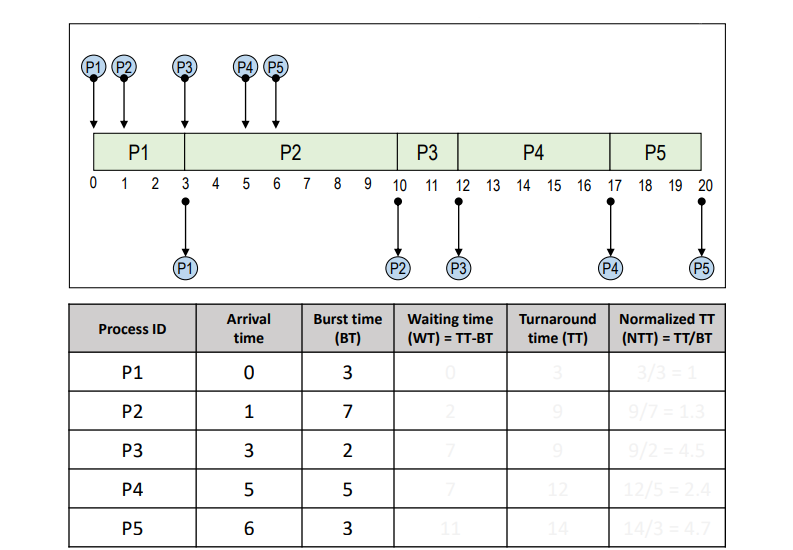 P1 P2 P3 P4 P5
P1 P2 P3 P4 P5
0 1 2 3 4 5 6 7 8 9 10 11 12 13 14 15 16 17 18 19 20
P1 P2 P3 P4 P5
Process ID Arrival time Burst time (BT) Waiting time (WT) = TT-BT Turnaround time (TT) Normalized TT (NTT) = TT/BT
P1 0 3 0 3 3/3 = 1
P2 1 7 2 9 9/7 = 1.3
P3 3 2 7 9 9/2 = 4.5
P4 5 5 7 12 12/5 = 2.4
P5 6 3 11 14 14/3 = 4.7